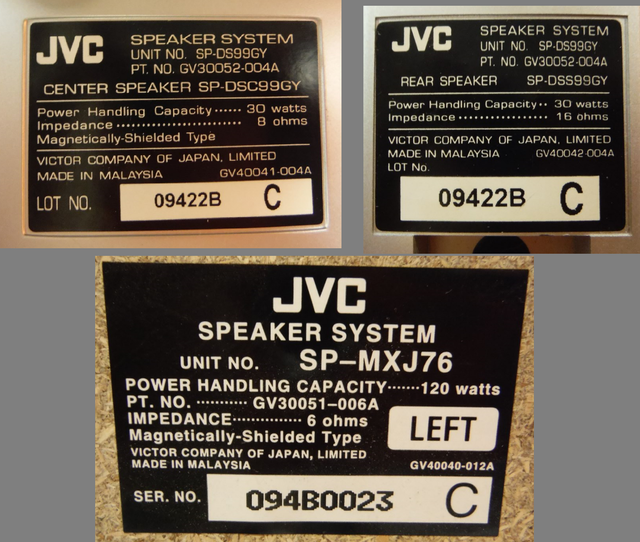 JVC
SPEAKER SYSTEM
UNIT NO. SP-DS99GY
PT. NO. GV30052-004A
CENTER SPEAKER SP-DSC99GY
Power Handling Capacity ······ 30 watts
Impedance ························· 8 ohms
Magnetically-Shielded Type
VICTOR COMPANY OF JAPAN, LIMITED
MADE IN MALAYSIA GV40041-004A
LOT NO. 09422B C
JVC
SPEAKER SYSTEM
UNIT NO. SP-DS99GY
PT. NO. GV30052-004A
REAR SPEAKER SP-DSS99GY
Power Handling Capacity ·· 30 watts
Impedance ················· 16 ohms
VICTOR COMPANY OF JAPAN, LIMITED
MADE IN MALAYSIA GV40042-004A
LOT No.
09422B C
JVC
SPEAKER SYSTEM
UNIT NO. SP-MXJ76
POWER HANDLING CAPACITY·······120 watts
PT. NO. ·········· GV30051-006A
IMPEDANCE·············· 6 ohms
Magnetically-Shielded Type
LEFT
VICTOR COMPANY OF JAPAN, LIMITED
MADE IN MALAYSIA GV40040-012A
SER. NO. 094B0023 C